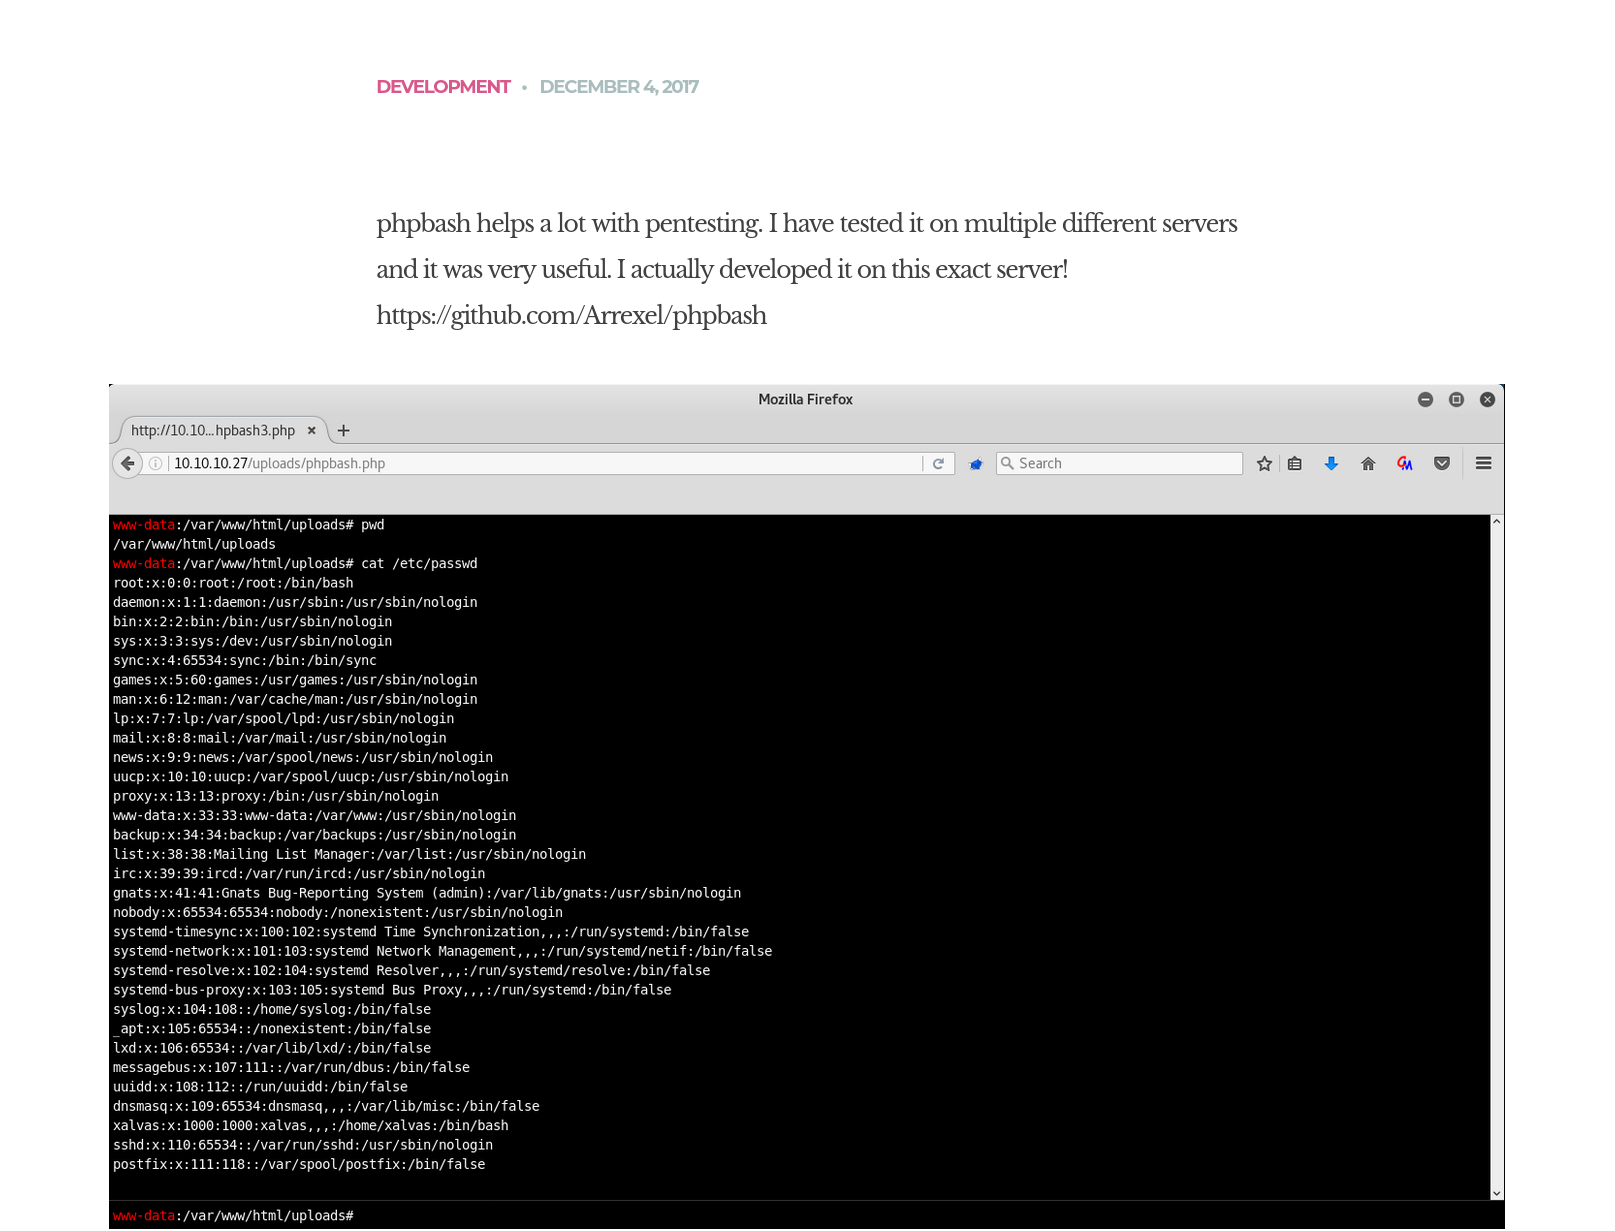 DEVELOPMENT • DECEMBER 4, 2017
phpbash helps a lot with pentesting. I have tested it on multiple different servers
and it was very useful. I actually developed it on this exact server!
https://github.com/Arrexel/phpbash
Mozilla Firefox
http://10.10...hpbash3.php
10.10.10.27/uploads/phpbash.php
Search
www-data:/var/www/html/uploads# pwd
/var/www/html/uploads
www-data:/var/www/html/uploads# cat /etc/passwd
root:x:0:0:root:/root:/bin/bash
daemon:x:1:1:daemon:/usr/sbin:/usr/sbin/nologin
bin:x:2:2:bin:/bin:/usr/sbin/nologin
sys:x:3:3:sys:/dev:/usr/sbin/nologin
sync:x:4:65534:sync:/bin:/bin/sync
games:x:5:60:games:/usr/games:/usr/sbin/nologin
man:x:6:12:man:/var/cache/man:/usr/sbin/nologin
lp:x:7:7:lp:/var/spool/lpd:/usr/sbin/nologin
mail:x:8:8:mail:/var/mail:/usr/sbin/nologin
news:x:9:9:news:/var/spool/news:/usr/sbin/nologin
uucp:x:10:10:uucp:/var/spool/uucp:/usr/sbin/nologin
proxy:x:13:13:proxy:/bin:/usr/sbin/nologin
www-data:x:33:33:www-data:/var/www:/usr/sbin/nologin
backup:x:34:34:backup:/var/backups:/usr/sbin/nologin
list:x:38:38:Mailing List Manager:/var/list:/usr/sbin/nologin
irc:x:39:39:ircd:/var/run/ircd:/usr/sbin/nologin
gnats:x:41:41:Gnats Bug-Reporting System (admin):/var/lib/gnats:/usr/sbin/nologin
nobody:x:65534:65534:nobody:/nonexistent:/usr/sbin/nologin
systemd-timesync:x:100:102:systemd Time Synchronization,,,:/run/systemd:/bin/false
systemd-network:x:101:103:systemd Network Management,,,:/run/systemd/netif:/bin/false
systemd-resolve:x:102:104:systemd Resolver,,,:/run/systemd/resolve:/bin/false
systemd-bus-proxy:x:103:105:systemd Bus Proxy,,,:/run/systemd:/bin/false
syslog:x:104:108::/home/syslog:/bin/false
_apt:x:105:65534::/nonexistent:/bin/false
lxd:x:106:65534::/var/lib/lxd/:/bin/false
messagebus:x:107:111::/var/run/dbus:/bin/false
uuidd:x:108:112::/run/uuidd:/bin/false
dnsmasq:x:109:65534:dnsmasq,,,:/var/lib/misc:/bin/false
xalvas:x:1000:1000:xalvas,,,:/home/xalvas:/bin/bash
sshd:x:110:65534::/var/run/sshd:/usr/sbin/nologin
postfix:x:111:118::/var/spool/postfix:/bin/false
www-data:/var/www/html/uploads#